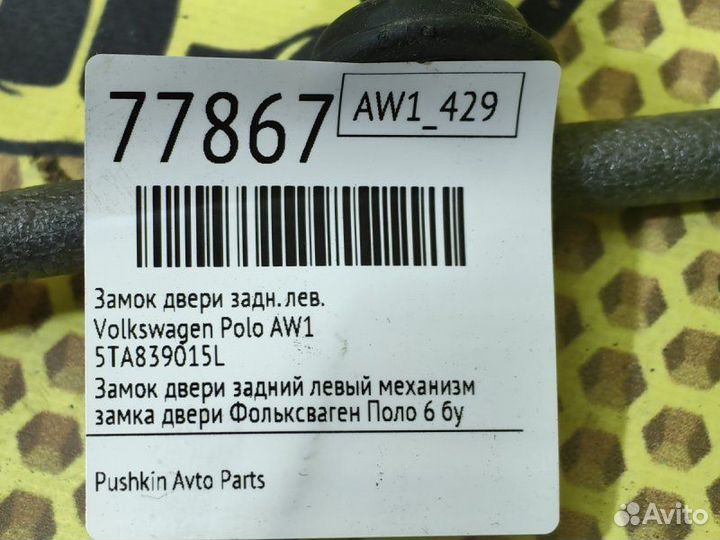 77867
AW1_429
Замок двери задн.лев.
Volkswagen Polo AW1
5TA839015L
Замок двери задний левый механизм
замка двери Фольксваген Поло 6 бу
Pushkin Avto Parts
Avito